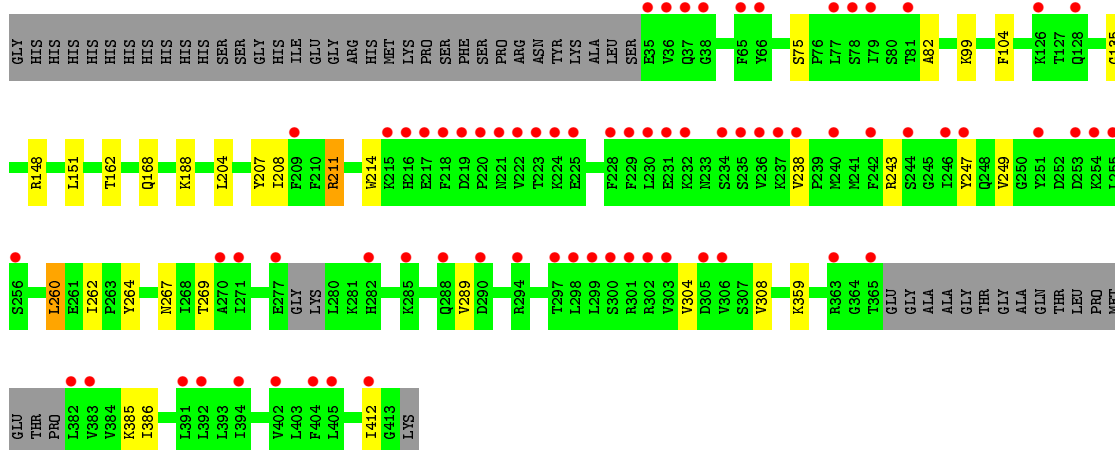 GLY HIS HIS HIS HIS HIS HIS HIS HIS HIS HIS SER SER GLY HIS ILE GLU GLY ARG HIS MET LYS PRO SER PHE SER PRO ARG ASN TYR LYS ALA LEU SER E35 V36 Q37 G38 F65 Y66 S75 P76 L77 S78 I79 S80 T81 A82 K99 F104 K126 T127 Q128 G135
R148 L151 T162 Q168 K188 L204 Y207 I208 F209 F210 R211 W214 K215 H216 E217 F218 D219 P220 N221 V222 T223 K224 E225 F228 F229 L230 E231 K232 N233 S234 S235 V236 K237 V238 P239 M240 M241 F242 R243 S244 G245 I246 Y247 Q248 V249 G250 Y251 D252 D253 K254 L255
S256 L260 E261 I262 P263 Y264 N267 I268 T269 A270 I271 E277 GLY LYS L280 K281 H282 K285 Q288 V289 D290 R294 T297 L298 L299 S300 R301 R302 V303 V304 D305 V306 S307 V308 K359 R363 G364 T365 GLU GLY ALA ALA GLY THR GLY ALA GLN THR LEU PRO MET
GLU THR PRO L382 V383 V384 K385 I386 L391 L392 L393 I394 V402 L403 F404 L405 I412 G413 LYS